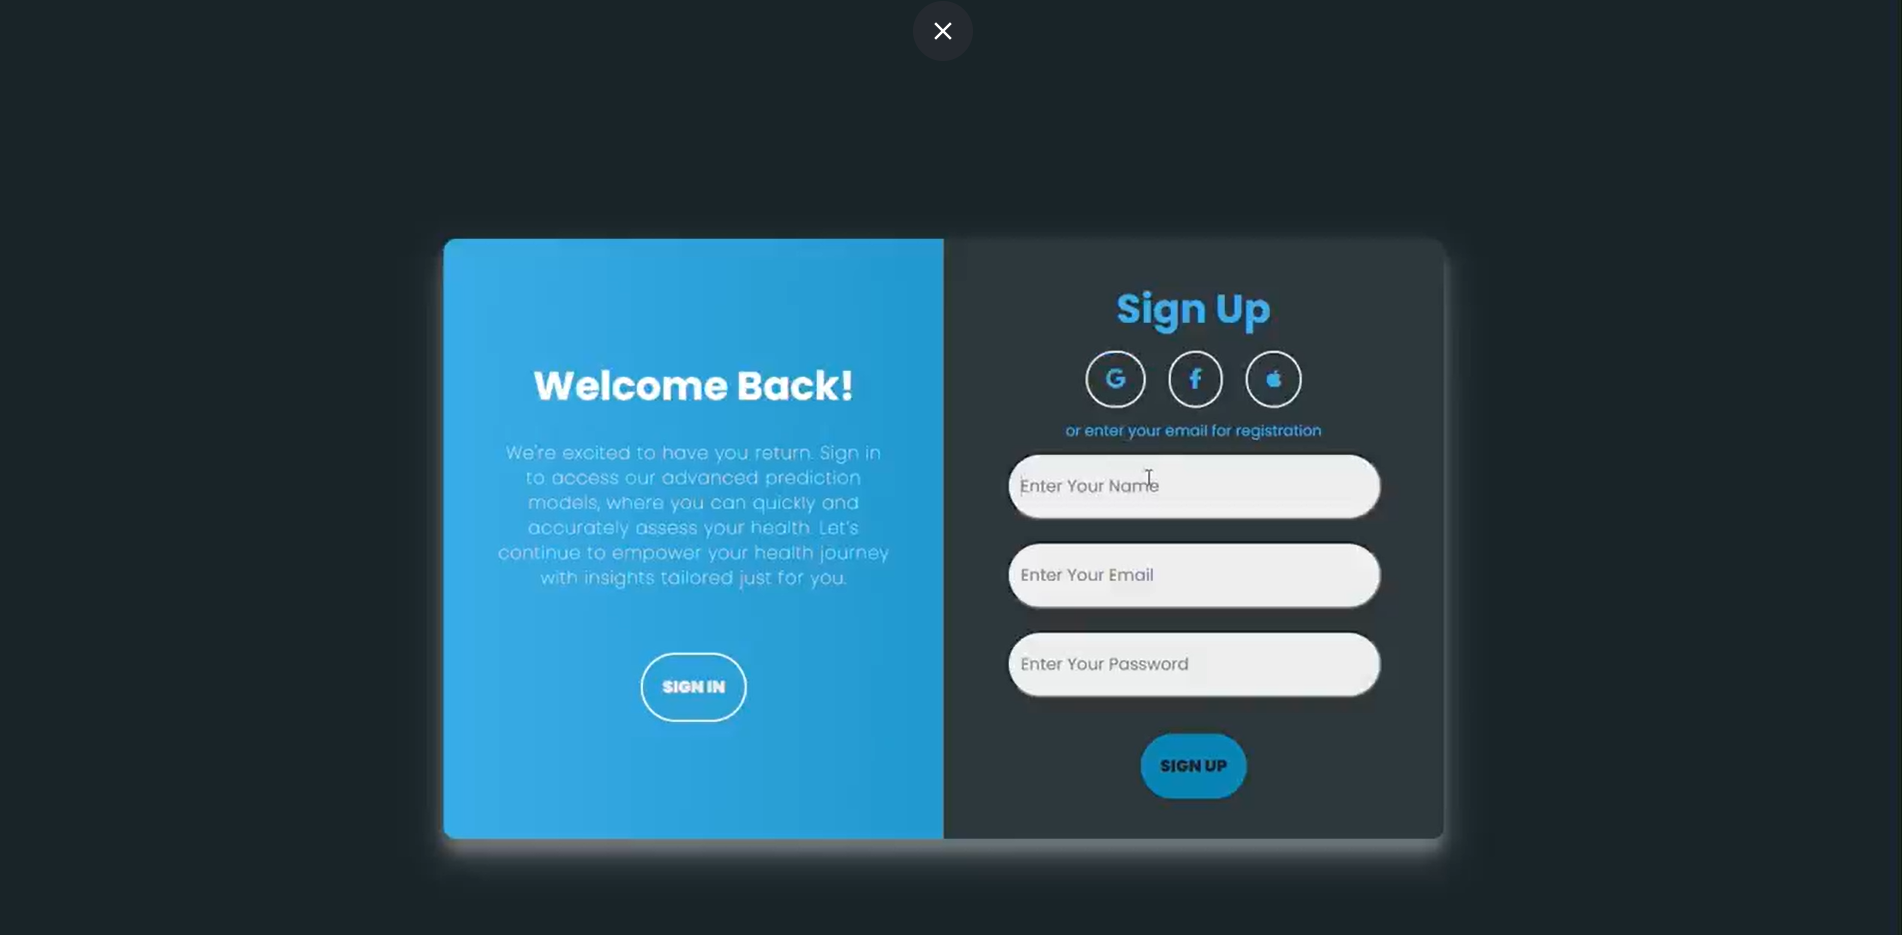 Welcome Back!
We're excited to have you return. Sign in
to access our advanced prediction
models, where you can quickly and
accurately assess your health. Let's
continue to empower your health journey
with insights tailored just for you.
SIGN IN
Sign Up
or enter your email for registration
Enter Your Name
Enter Your Email
Enter Your Password
SIGN UP